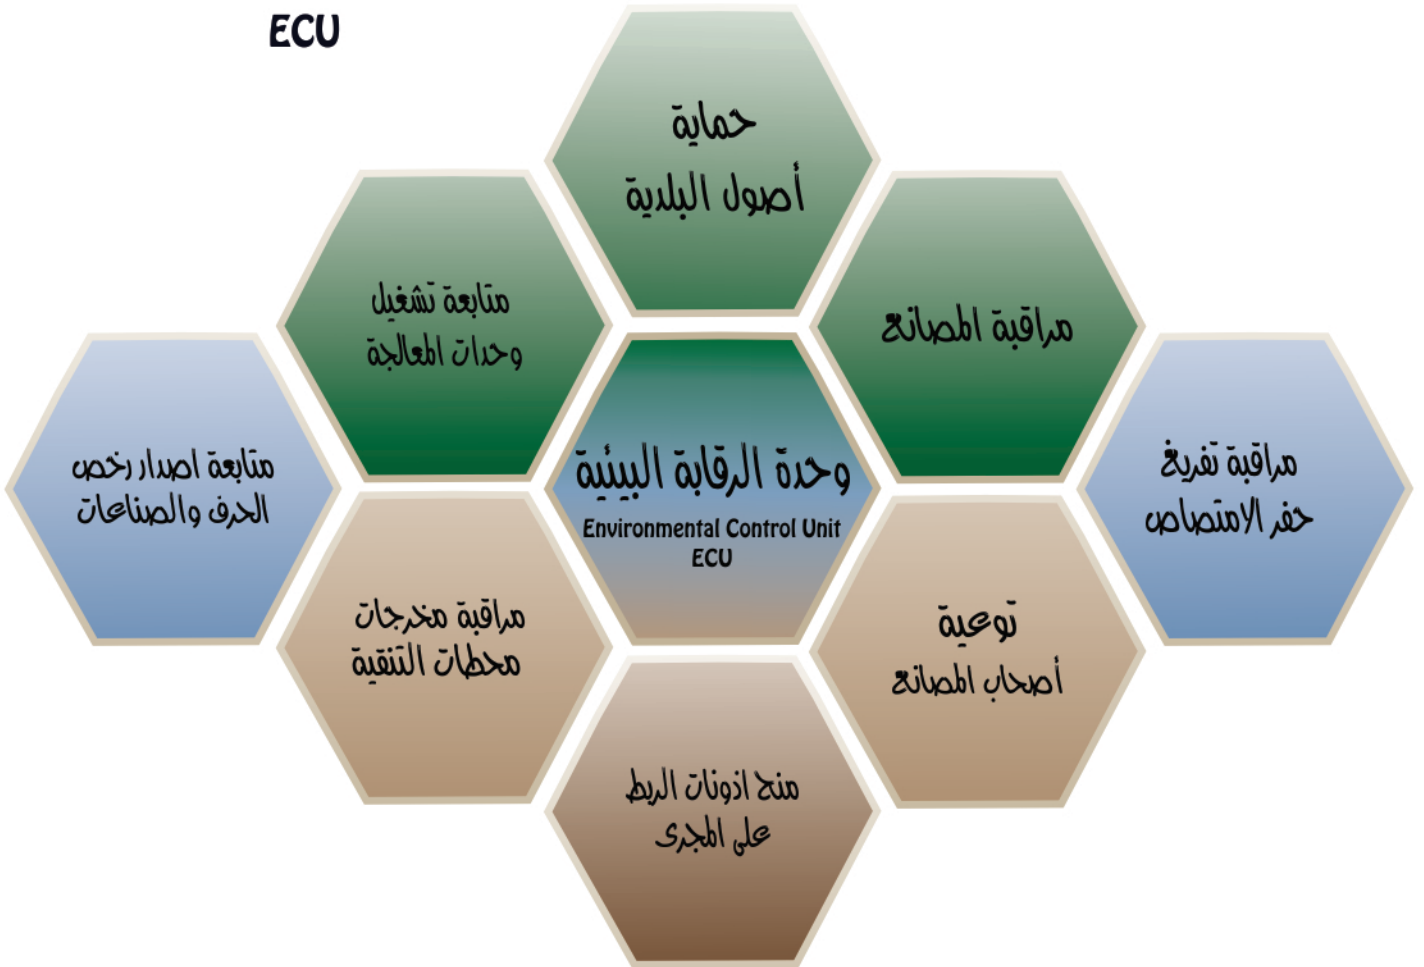 ECU
حماية
أصول البلدية
متابعة تشغيل
وحدات المعالجة
مراقبة المصانع
متابعة اصدار رخص
الحرف والصناعات
وحدة الرقابة البيئية
Environmental Control Unit
ECU
مراقبة تفريغ
حفر الامتصاص
مراقبة مخرجات
محطات التنقية
توعية
أصحاب المصانع
منح اذونات الربط
على المجرى